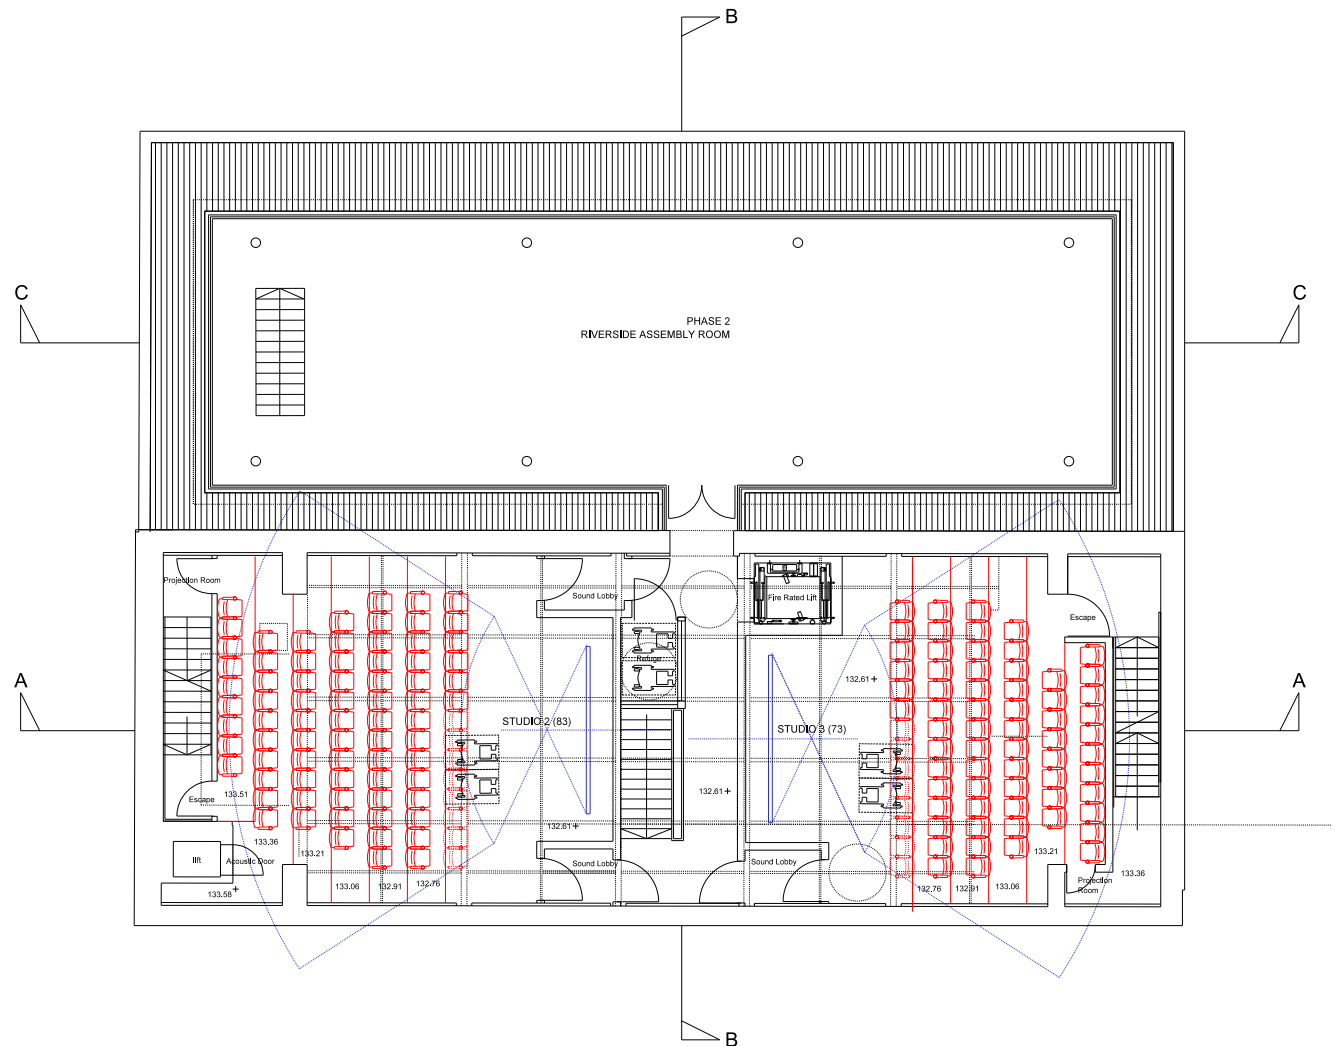 B
C
C
PHASE 2
RIVERSIDE ASSEMBLY ROOM
Projection Room
Sound Lobby
Fire Rated Lift
Escape
Refuge
A
A
132.61
STUDIO 2 (83)
STUDIO 3 (73)
133.51
132.61
Escape
132.61
133.36
133.21
133.21
lift
Acoustic Door
Sound Lobby
Sound Lobby
133.36
133.58
133.06
132.91
132.76
132.76
132.91
133.06
Projection
Room
B